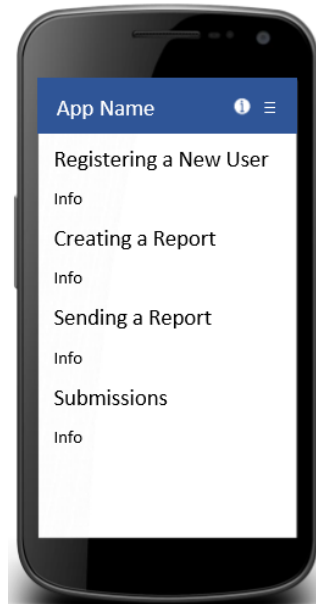 App Name
Registering a New User
Info
Creating a Report
Info
Sending a Report
Info
Submissions
Info